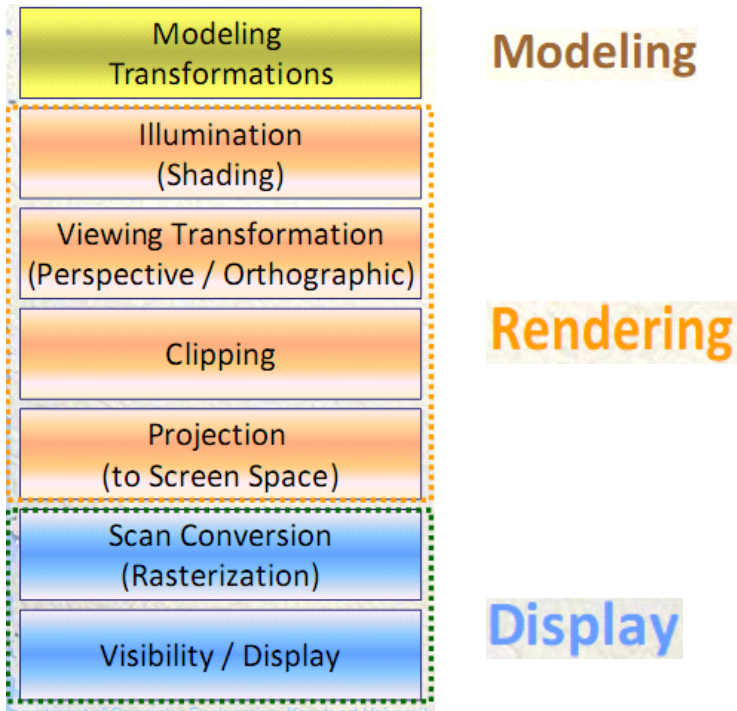 Modeling
Transformations
Modeling
Illumination
(Shading)
Viewing Transformation
(Perspective / Orthographic)
Clipping
Rendering
Projection
(to Screen Space)
Scan Conversion
(Rasterization)
Display
Visibility / Display